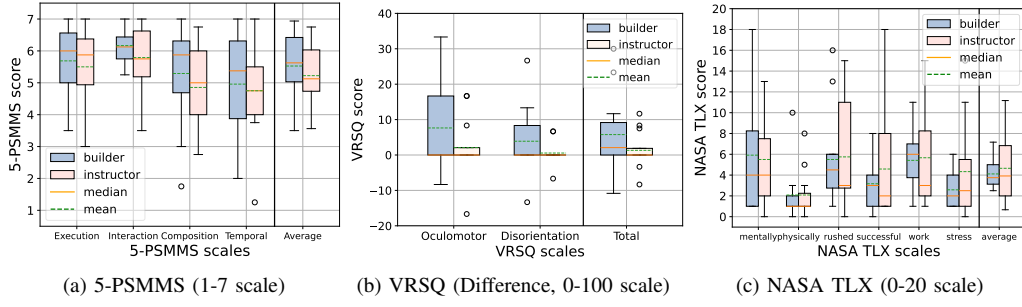 5-PSMMS score
7
6
5
4
3
2
1
builder
instructor
median
mean
Execution Interaction Composition Temporal Average
5-PSMMS scales
(a) 5-PSMMS (1-7 scale)
VRSQ score
40
30
20
10
0
−10
−20
builder
instructor
median
mean
Oculomotor Disorientation Total
VRSQ scales
(b) VRSQ (Difference, 0-100 scale)
NASA TLX score
20
18
16
14
12
10
8
6
4
2
0
builder
instructor
median
mean
mentally physically rushed successful work stress average
NASA TLX scales
(c) NASA TLX (0-20 scale)